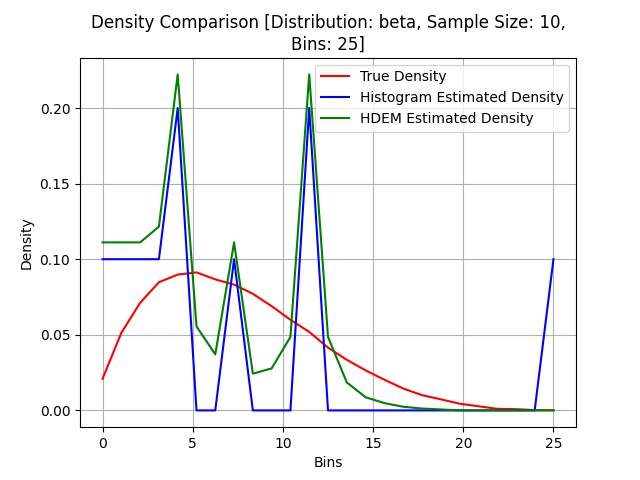 Density Comparison [Distribution: beta, Sample Size: 10,
Bins: 25]
True Density
Histogram Estimated Density
HDEM Estimated Density
Density
0.20
0.15
0.10
0.05
0.00
0 5 10 15 20 25
Bins